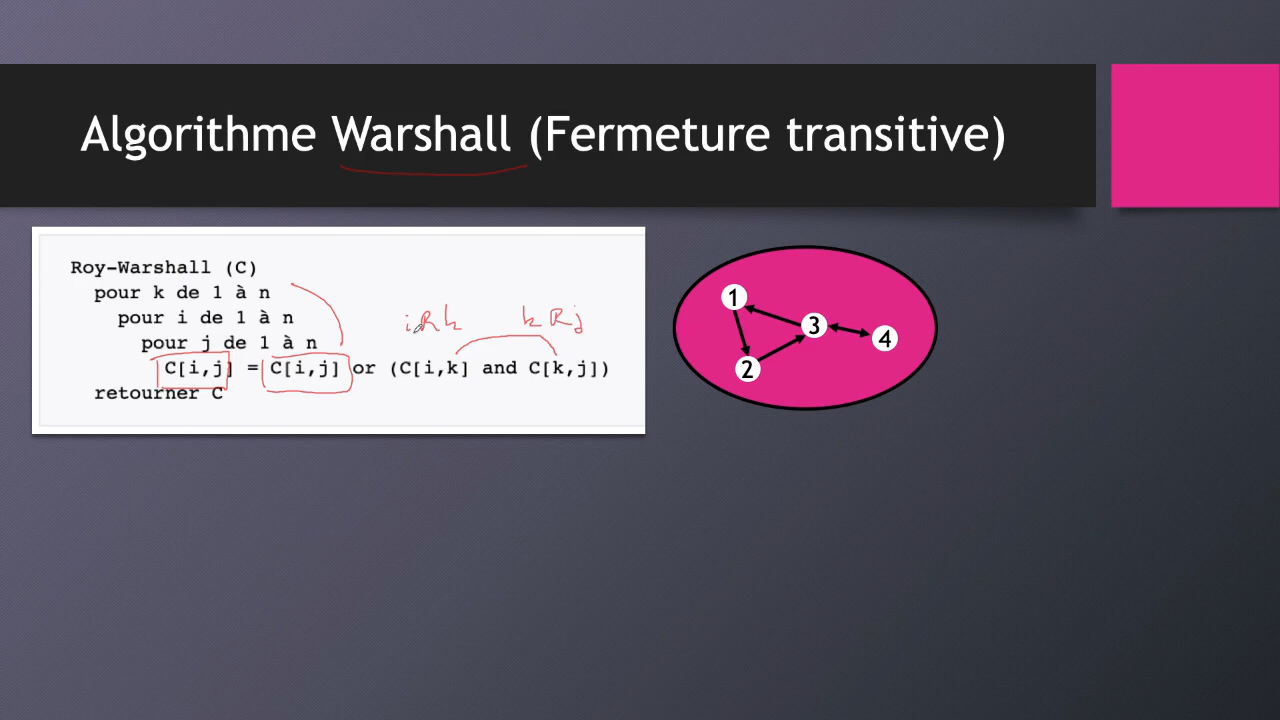 Algorithme Warshall (Fermeture transitive)
Roy-Warshall (C)
pour k de 1 à n
pour i de 1 à n
pour j de 1 à n
i R k k R j
C[i,j] = C[i,j] or (C[i,k] and C[k,j])
retourner C
1
3
4
2